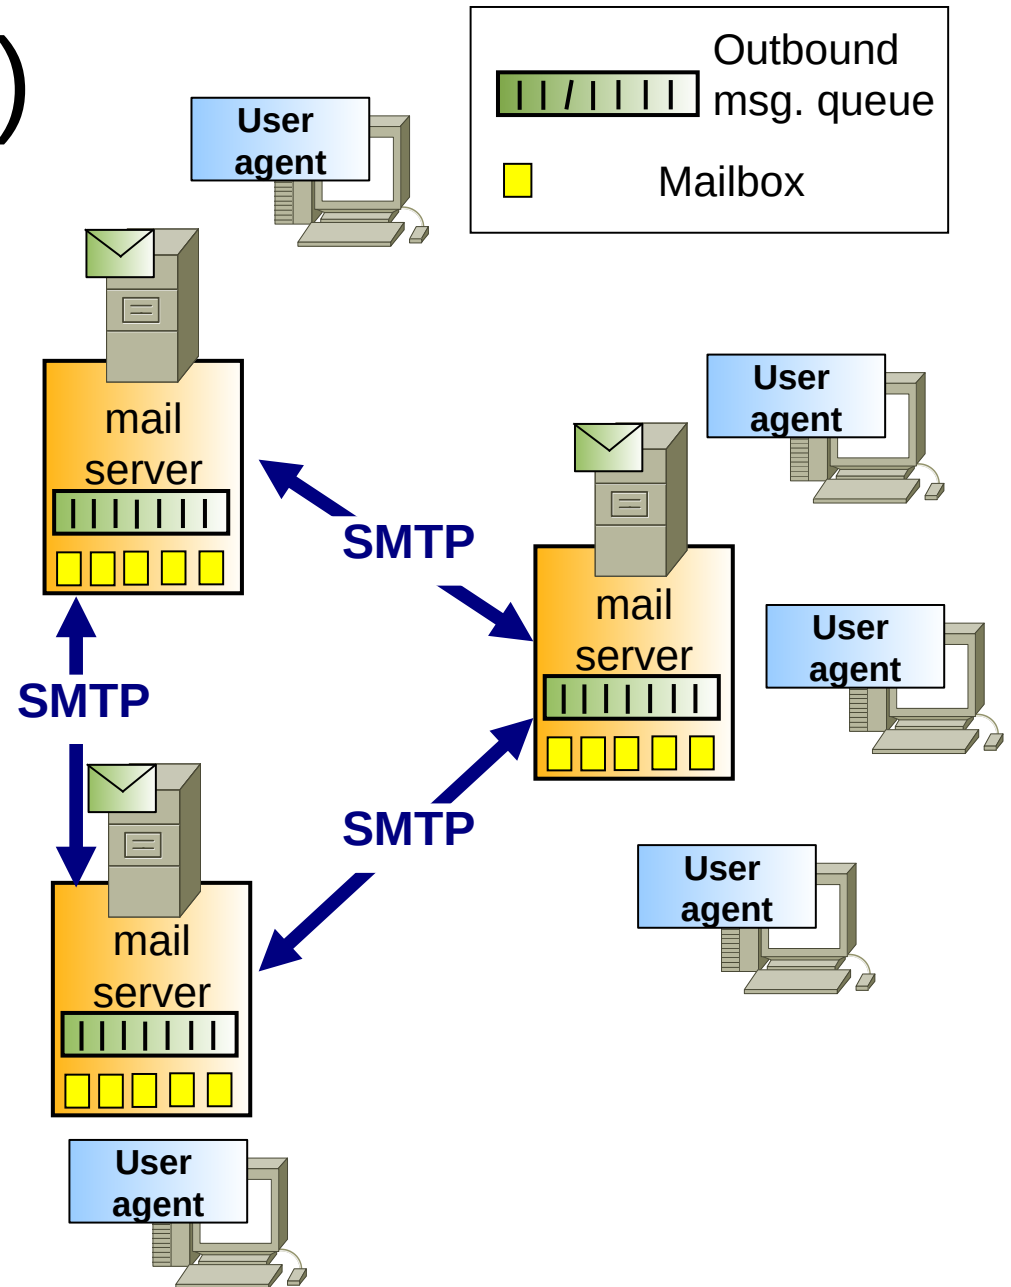 )
Outbound
msg. queue
Mailbox
User
agent
mail
server
User
agent
SMTP
mail
server
User
agent
SMTP
SMTP
User
agent
mail
server
User
agent